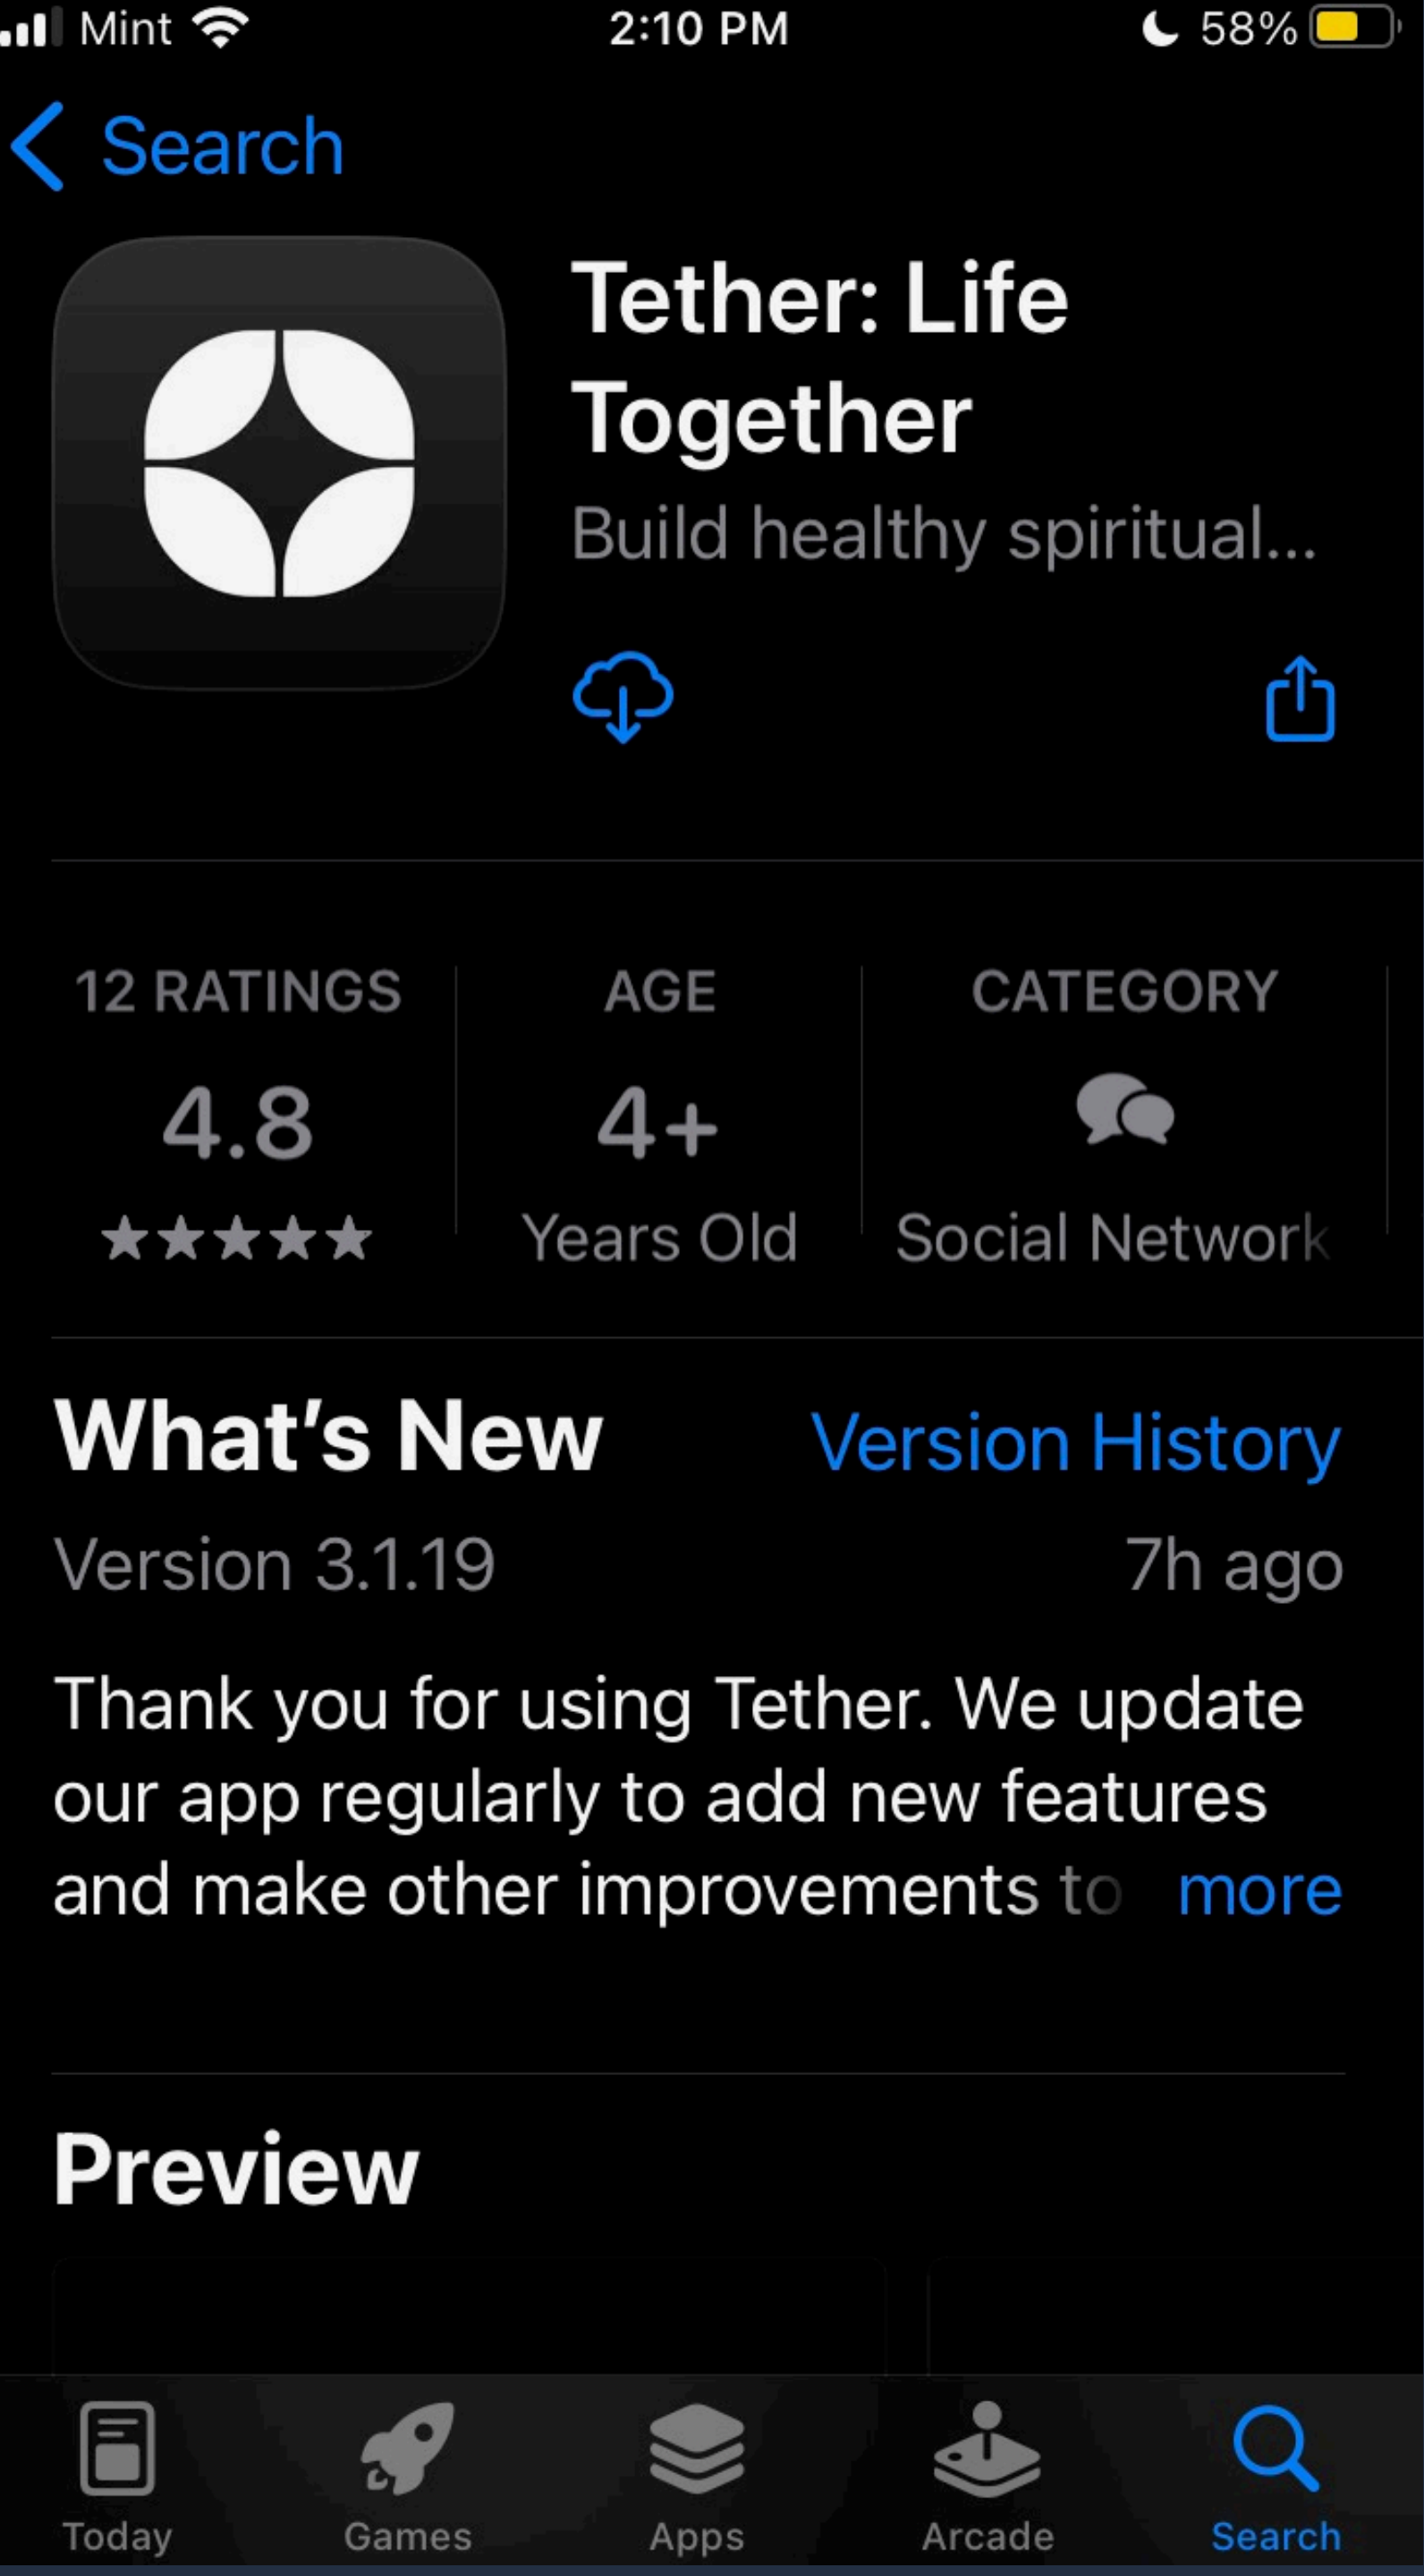 Mint 2:10 PM 58%
Search
Tether: Life
Together
Build healthy spiritual...
12 RATINGS AGE CATEGORY
4.8 4+
Years Old Social Network
What's New Version History
Version 3.1.19 7h ago
Thank you for using Tether. We update
our app regularly to add new features
and make other improvements to more
Preview
Today Games Apps Arcade Search